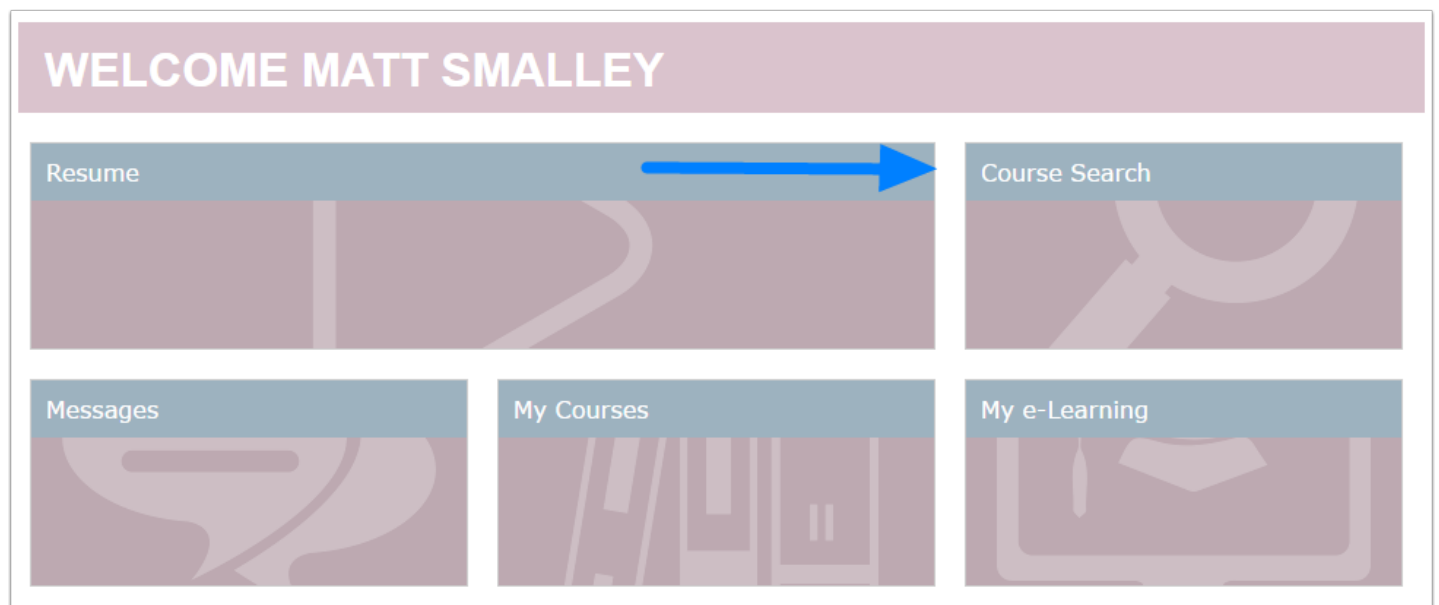 WELCOME MATT SMALLEY
Resume
Course Search
Messages
My Courses
My e-Learning